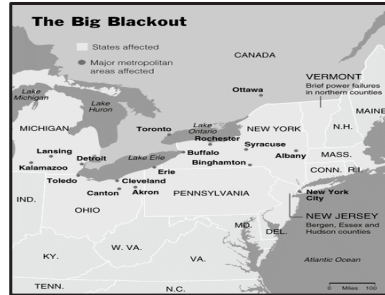 The Big Blackout
States affected
Major metropolitan
areas affected
CANADA
Ottawa
VERMONT
Brief power failures
in northern counties
MAINE
Lake
Michigan
Lake
Huron
Toronto
Lake
Ontario
Rochester
NEW YORK
N.H.
MICHIGAN
Lansing
Detroit
Kalamazoo
Buffalo
Syracuse
Albany
MASS.
Lake Erie
Erie
Binghamton
CONN.
R.I.
Toledo
Cleveland
Canton
Akron
PENNSYLVANIA
New York
City
IND.
OHIO
NEW JERSEY
Bergen, Essex and
Hudson counties
MD.
DEL.
W. VA.
KY.
VA.
Atlantic Ocean
TENN.
N.C.
0 Miles 100